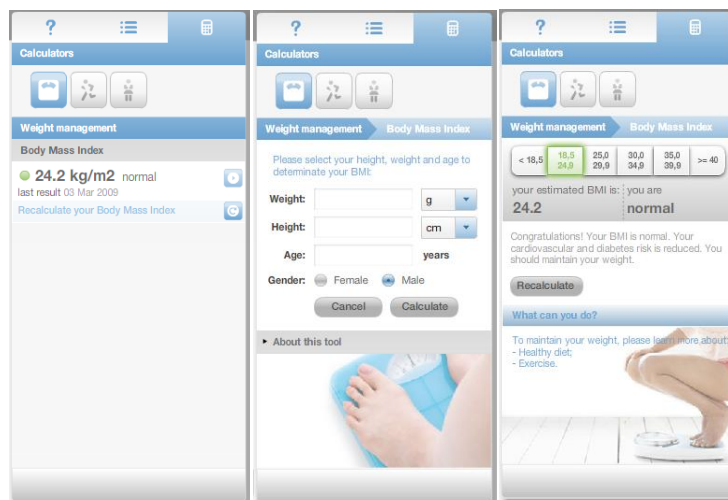 ?
Calculators
Weight management
Body Mass Index
24.2 kg/m2 normal
last result 03 Mar 2009
Recalculate your Body Mass Index
?
Calculators
Weight management Body Mass Index
Please select your height, weight and age to
determinate your BMI:
Weight: g
Height: cm
Age: years
Gender: Female Male
Cancel Calculate
About this tool
?
Calculators
Weight management Body Mass Index
< 18,5 18,5 24,9 25,0 29,9 30,0 34,9 35,0 39,9 >= 40
your estimated BMI is: you are
24.2 normal
Congratulations! Your BMI is normal. Your
cardiovascular and diabetes risk is reduced. You
should maintain your weight.
Recalculate
What can you do?
To maintain your weight, please learn more about:
- Healthy diet;
- Exercise.